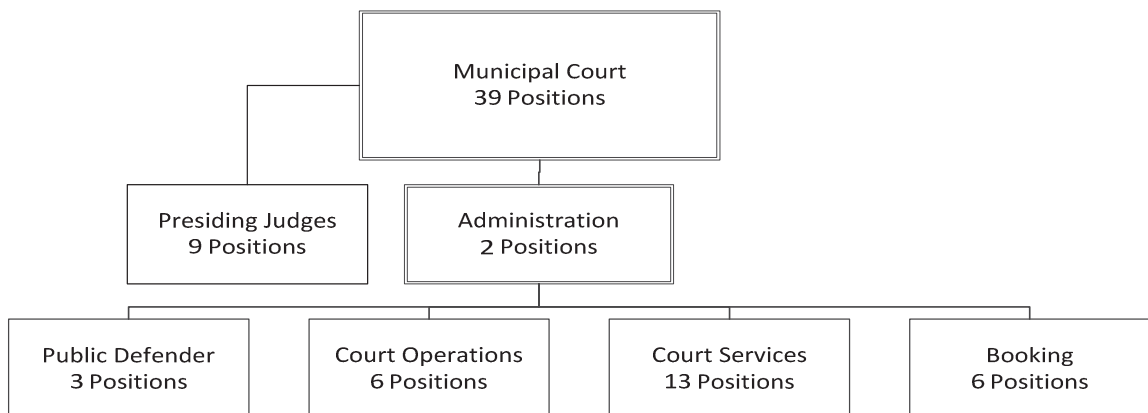 Municipal Court
39 Positions
Presiding Judges
9 Positions
Administration
2 Positions
Public Defender
3 Positions
Court Operations
6 Positions
Court Services
13 Positions
Booking
6 Positions